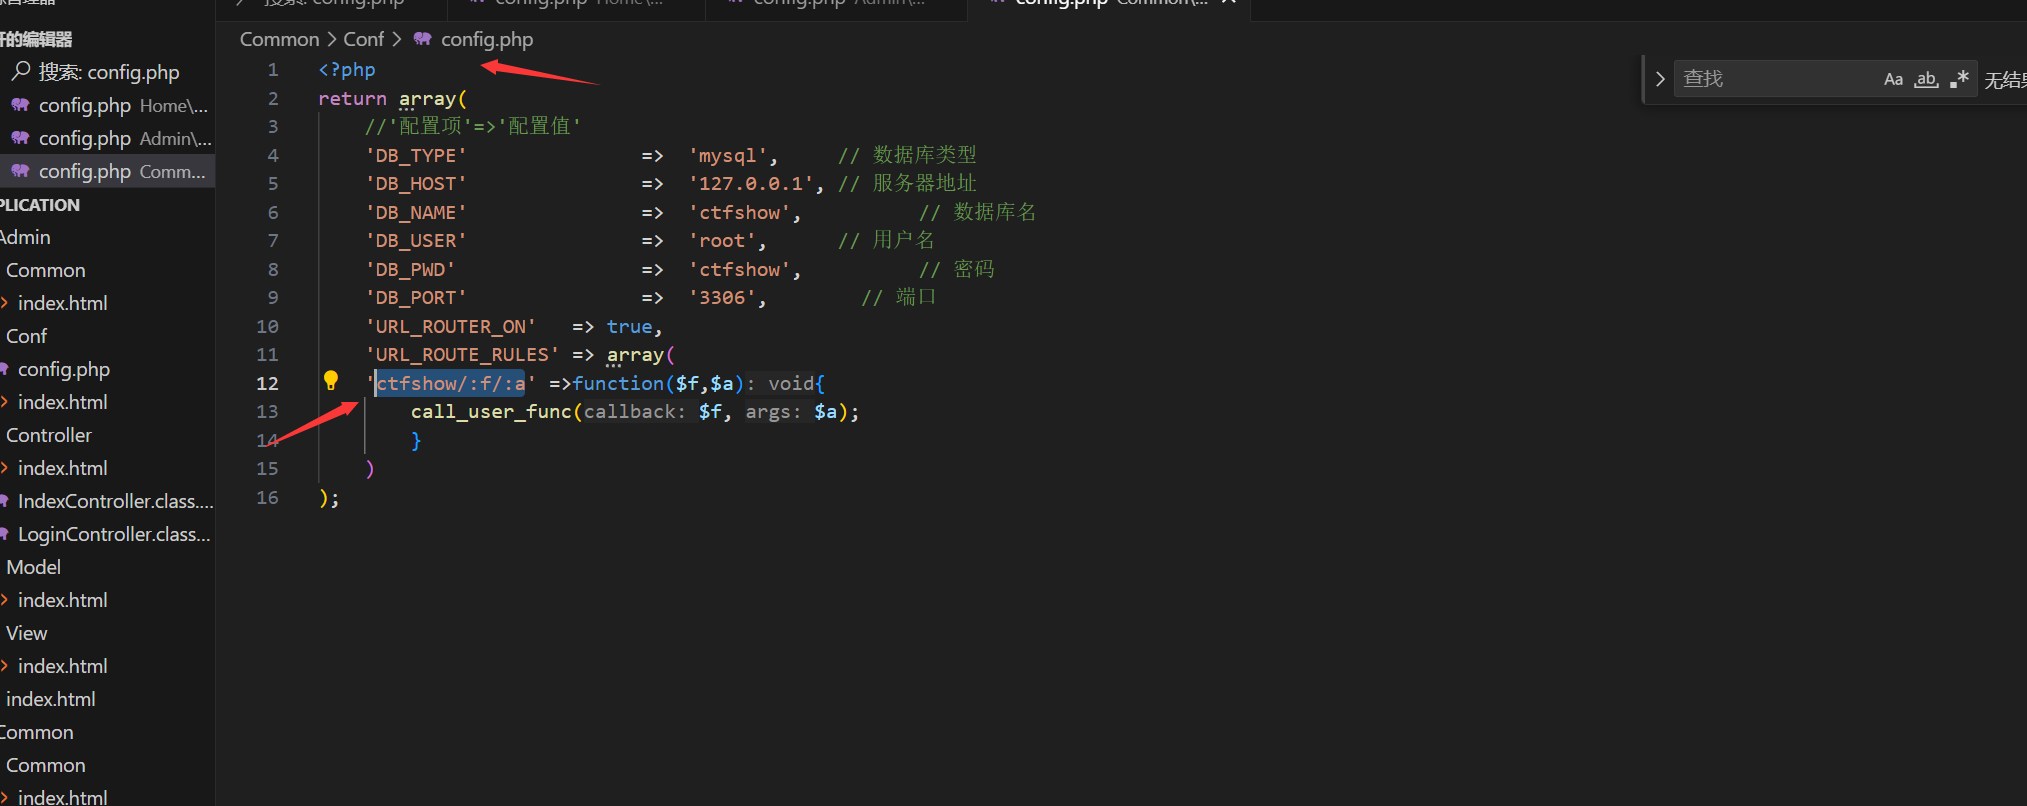 搜索: config.php
config.php Home\...
config.php Admin\...
config.php Common\...
开的编辑器
搜索: config.php
config.php Home\...
config.php Admin\...
config.php Comm...
PLICATION
Admin
Common
index.html
Conf
config.php
index.html
Controller
index.html
IndexController.class....
LoginController.class...
Model
index.html
View
index.html
index.html
Common
Common
index.html
Common > Conf > config.php
查找 Aa ab .* 无结果
1 <?php
2 return array(
3 //'配置项'=>'配置值'
4 'DB_TYPE' => 'mysql', // 数据库类型
5 'DB_HOST' => '127.0.0.1', // 服务器地址
6 'DB_NAME' => 'ctfshow', // 数据库名
7 'DB_USER' => 'root', // 用户名
8 'DB_PWD' => 'ctfshow', // 密码
9 'DB_PORT' => '3306', // 端口
10 'URL_ROUTER_ON' => true,
11 'URL_ROUTE_RULES' => array(
12 'ctfshow/:f/:a' =>function($f,$a): void{
13 call_user_func(callback: $f, args: $a);
14 }
15 )
16 );